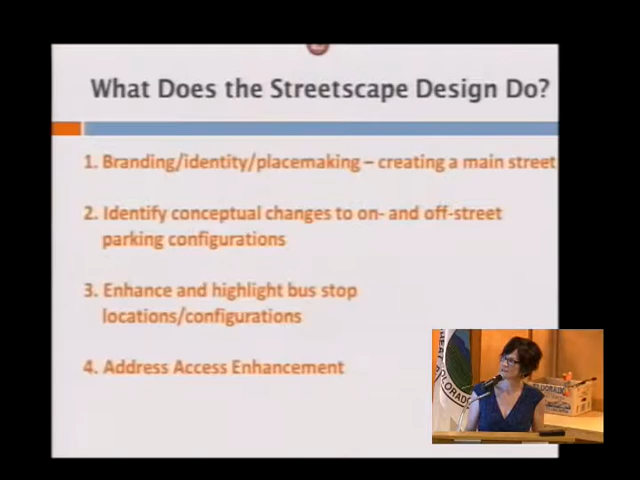 What Does the Streetscape Design Do?
1. Branding/identity/placemaking – creating a main street
2. Identify conceptual changes to on- and off-street
parking configurations
3. Enhance and highlight bus stop
locations/configurations
4. Address Access Enhancement
COLORADO